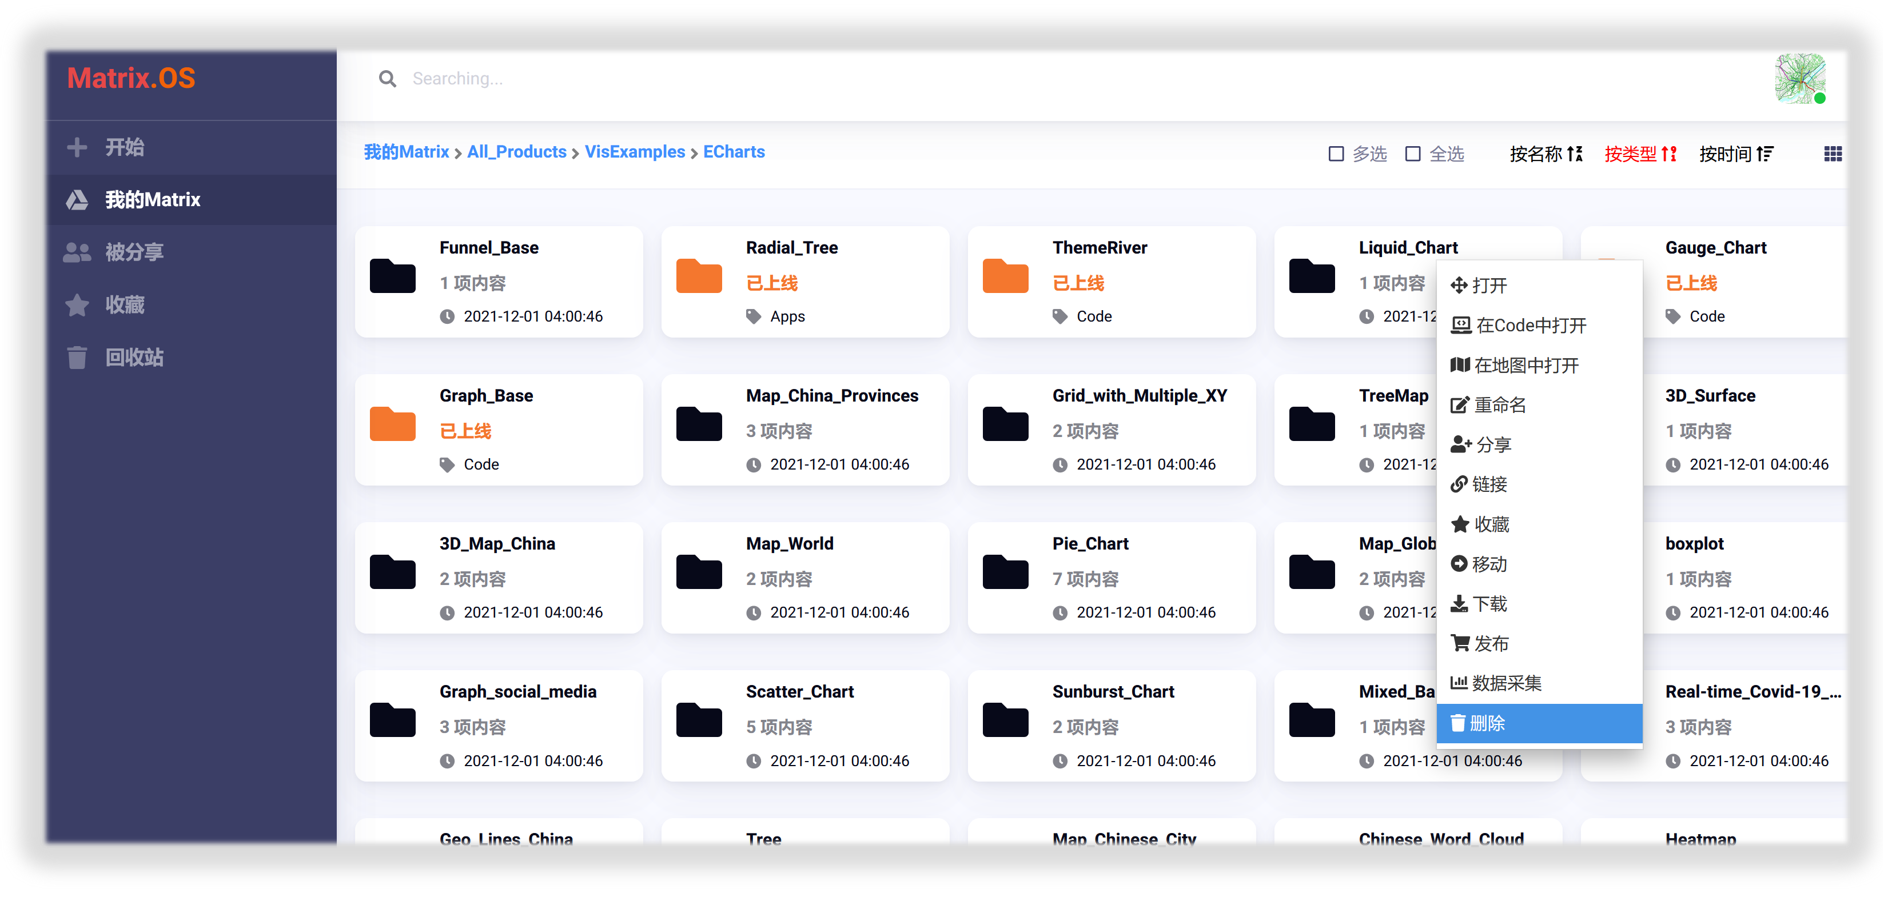 Matrix.OS
Searching...
开始
我的Matrix
被分享
收藏
回收站
我的Matrix > All_Products > VisExamples > ECharts
多选 全选 按名称 按类型 按时间
Funnel_Base
1 项内容
2021-12-01 04:00:46
Radial_Tree
已上线
Apps
ThemeRiver
已上线
Code
Liquid_Chart
1 项内容
2021-12
Gauge_Chart
已上线
Code
Graph_Base
已上线
Code
Map_China_Provinces
3 项内容
2021-12-01 04:00:46
Grid_with_Multiple_XY
2 项内容
2021-12-01 04:00:46
TreeMap
1 项内容
2021-12
3D_Surface
1 项内容
2021-12-01 04:00:46
3D_Map_China
2 项内容
2021-12-01 04:00:46
Map_World
2 项内容
2021-12-01 04:00:46
Pie_Chart
7 项内容
2021-12-01 04:00:46
Map_Glob
2 项内容
2021-12
boxplot
1 项内容
2021-12-01 04:00:46
Graph_social_media
3 项内容
2021-12-01 04:00:46
Scatter_Chart
5 项内容
2021-12-01 04:00:46
Sunburst_Chart
2 项内容
2021-12-01 04:00:46
Mixed_Ba
1 项内容
2021-12-01 04:00:46
Real-time_Covid-19_...
3 项内容
2021-12-01 04:00:46
Geo_Lines_China
Tree
Map_Chinese_City
Chinese_Word_Cloud
Heatmap
打开
在Code中打开
在地图中打开
重命名
分享
链接
收藏
移动
下载
发布
数据采集
删除